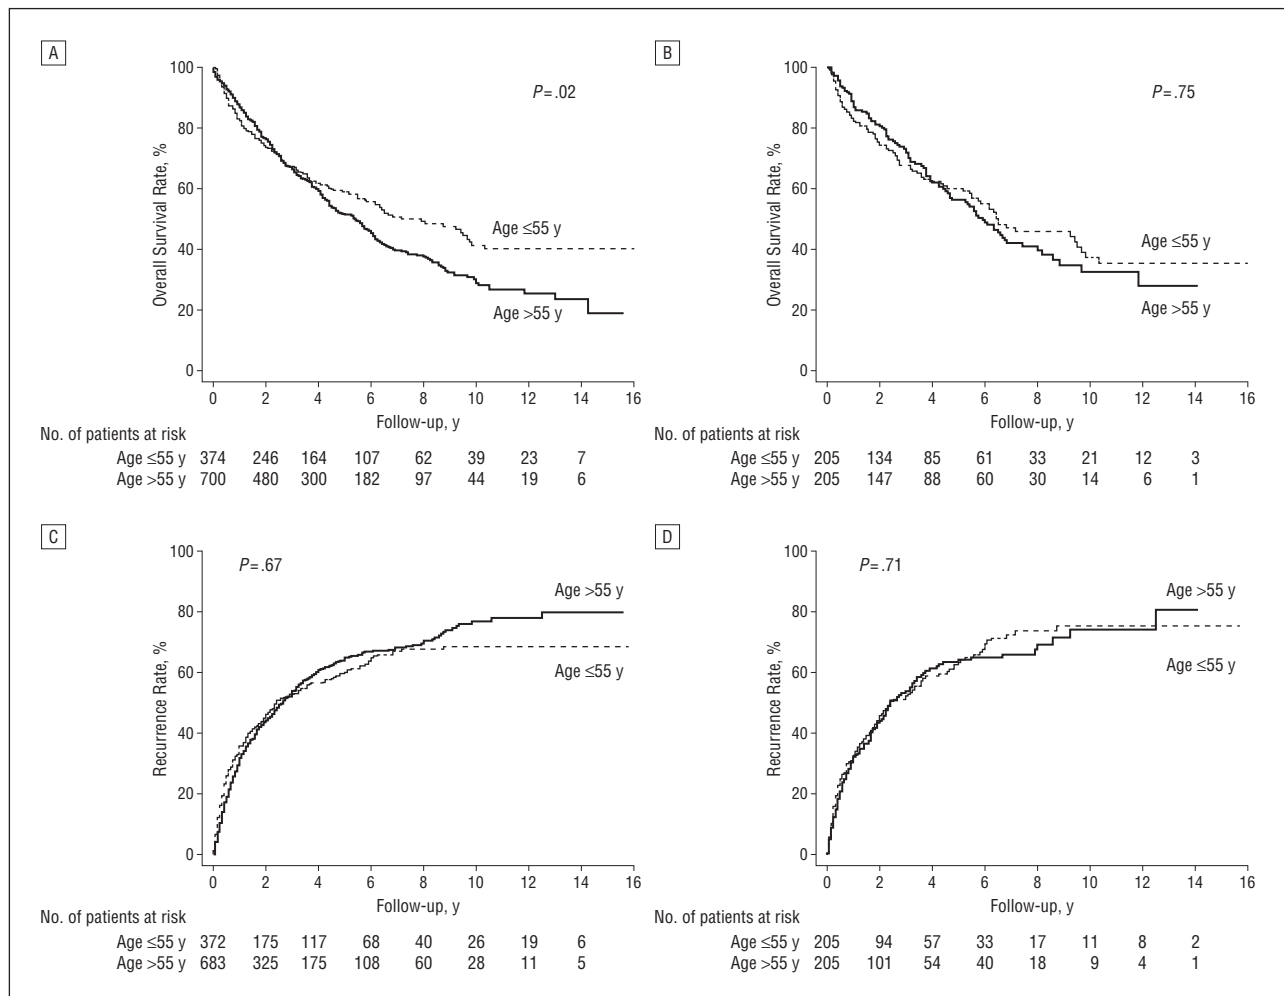 A
100
80
60
40
20
0
Overall Survival Rate, %
P = .02
Age ≤55 y
Age >55 y
0 2 4 6 8 10 12 14 16
Follow-up, y
No. of patients at risk
Age ≤55 y 374 246 164 107 62 39 23 7
Age >55 y 700 480 300 182 97 44 19 6
B
100
80
60
40
20
0
Overall Survival Rate, %
P = .75
Age ≤55 y
Age >55 y
0 2 4 6 8 10 12 14 16
Follow-up, y
No. of patients at risk
Age ≤55 y 205 134 85 61 33 21 12 3
Age >55 y 205 147 88 60 30 14 6 1
C
100
80
60
40
20
0
Recurrence Rate, %
P = .67
Age >55 y
Age ≤55 y
0 2 4 6 8 10 12 14 16
Follow-up, y
No. of patients at risk
Age ≤55 y 372 175 117 68 40 26 19 6
Age >55 y 683 325 175 108 60 28 11 5
D
100
80
60
40
20
0
Recurrence Rate, %
P = .71
Age >55 y
Age ≤55 y
0 2 4 6 8 10 12 14 16
Follow-up, y
No. of patients at risk
Age ≤55 y 205 94 57 33 17 11 8 2
Age >55 y 205 101 54 40 18 9 4 1